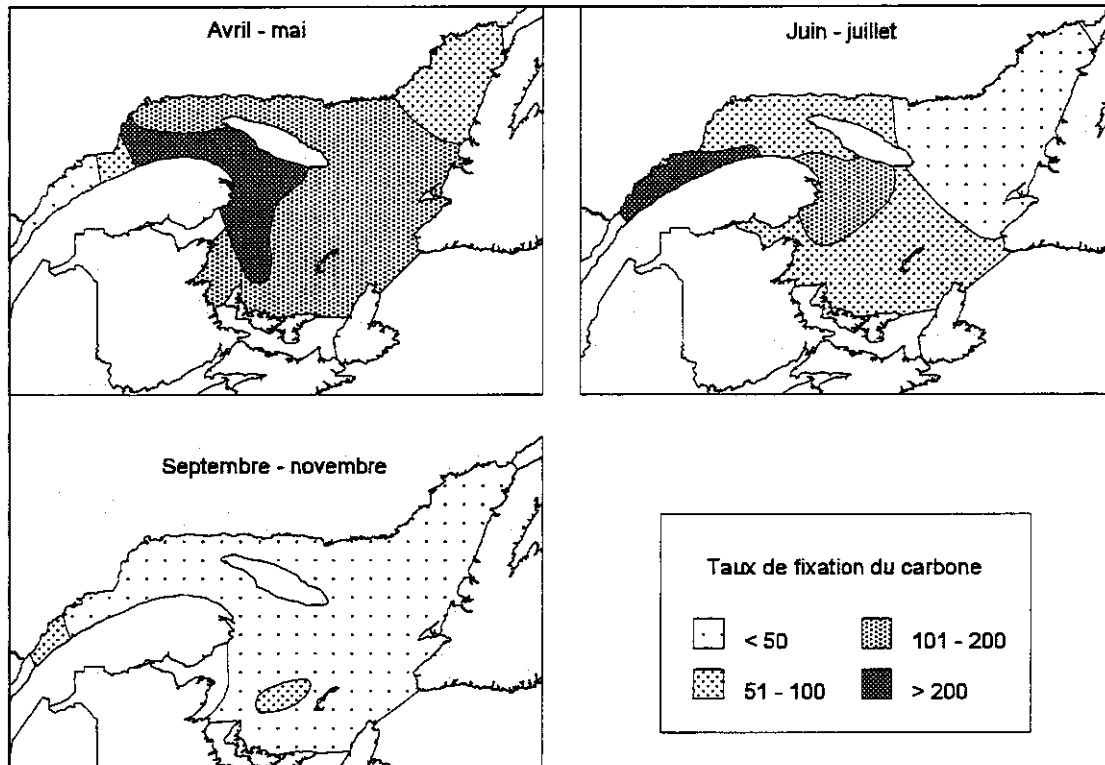 Avril - mai
Juin - juillet
Septembre - novembre
Taux de fixation du carbone
< 50
101 - 200
51 - 100
> 200